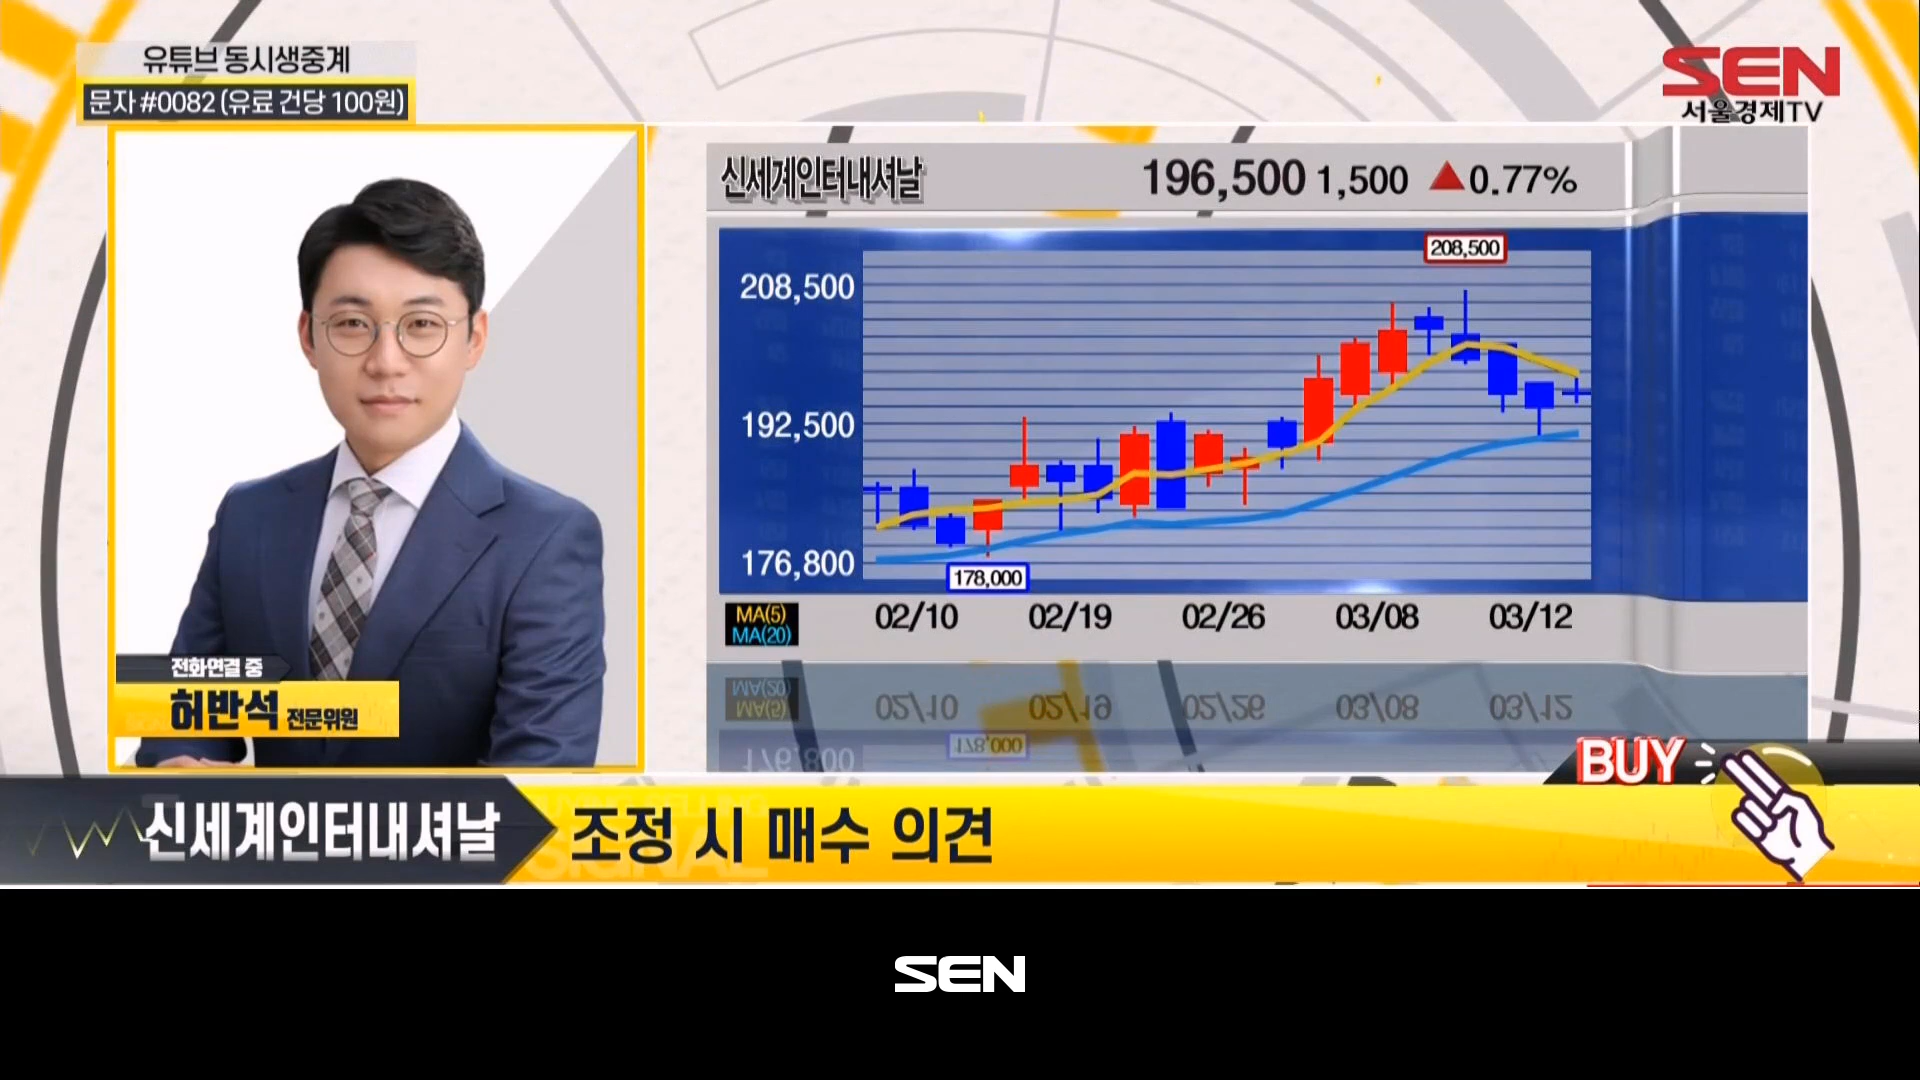 유튜브 동시생중계
문자 #0082 (유료 건당 100원)
SEN
서울경제TV
신세계인터내셔날 196,500 1,500 ▲0.77%
208,500
208,500
192,500
176,800
178,000
MA(5)
MA(20)
02/10 02/19 02/26 03/08 03/12
전화연결 중
허반석 전문위원
BUY
신세계인터내셔날
조정 시 매수 의견
SIGNAL
SEN